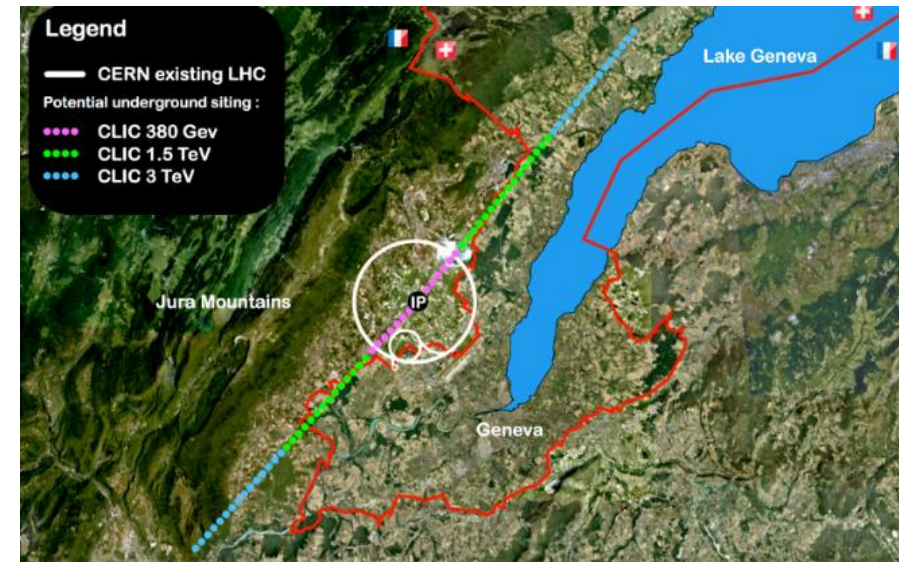 Legend
CERN existing LHC
Potential underground siting :
CLIC 380 Gev
CLIC 1.5 TeV
CLIC 3 TeV
Lake Geneva
Jura Mountains
IP
Geneva